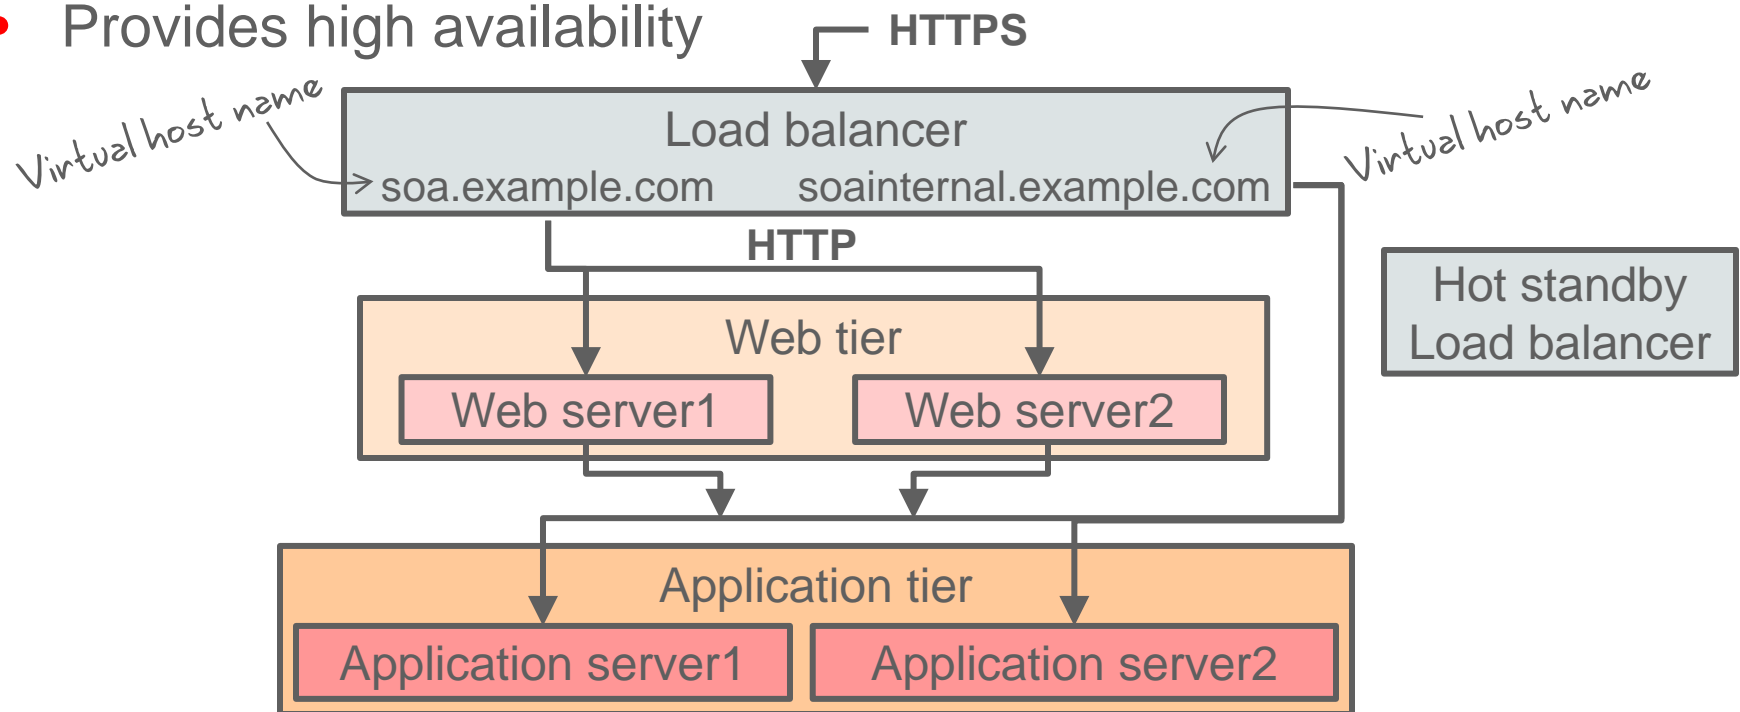 • Provides high availability
HTTPS
Virtual host name
Virtual host name
Load balancer
soa.example.com soainternal.example.com
HTTP
Hot standby
Load balancer
Web tier
Web server1 Web server2
Application tier
Application server1 Application server2